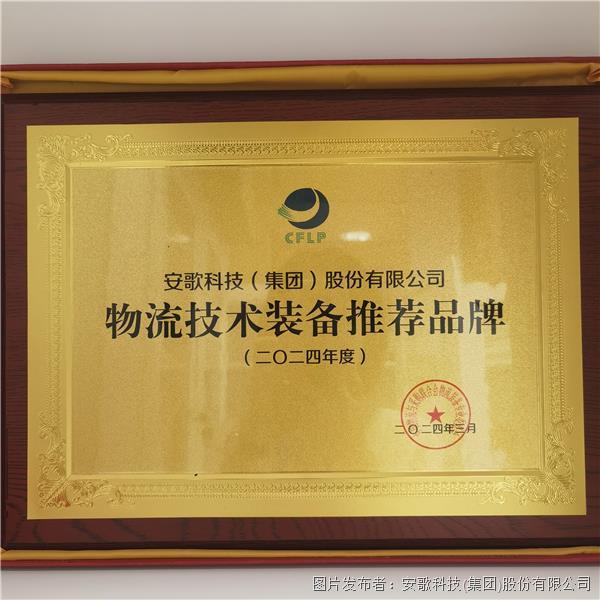 CFLP
安歌科技（集团）股份有限公司
物流技术装备推荐品牌
（二〇二四年度）
二〇二四年三月
图片发布者：安歌科技(集团)股份有限公司